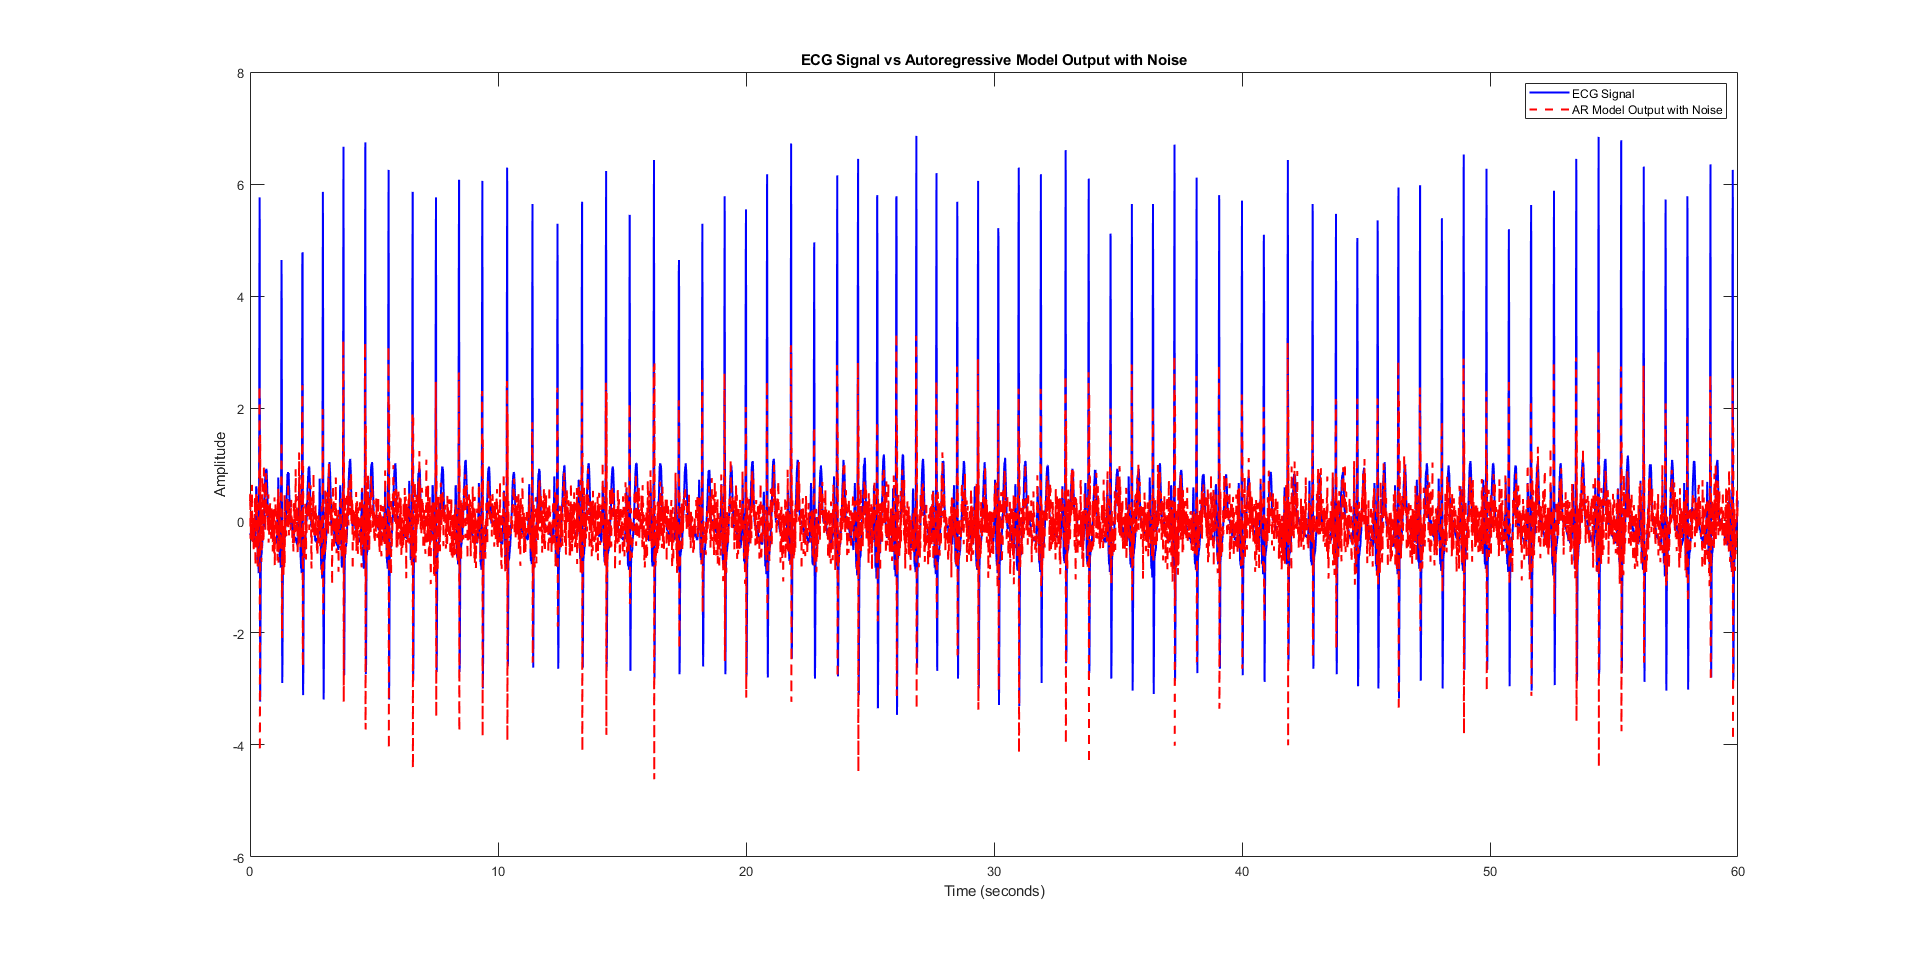 ECG Signal vs Autoregressive Model Output with Noise
ECG Signal
AR Model Output with Noise
Amplitude
8
6
4
2
0
-2
-4
-6
0 10 20 30 40 50 60
Time (seconds)